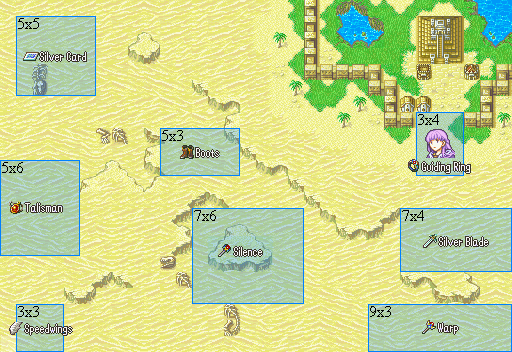 5x5
Silver Card
3x4
Guiding Ring
5x3
Boots
5x6
Talisman
7x6
Silence
7x4
Silver Blade
3x3
Speedwings
9x3
Warp